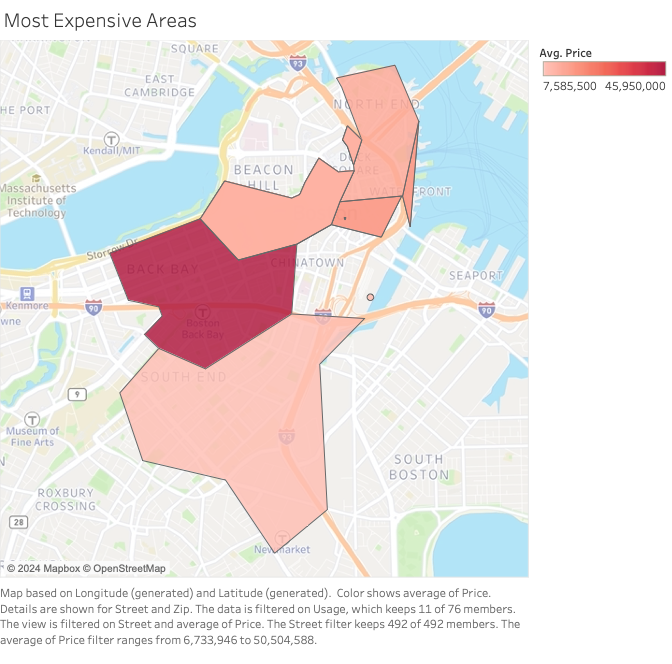 Most Expensive Areas
Avg. Price
7,585,500 45,950,000
SQUARE
93
EAST
CAMBRIDGE
HE PORT
NORTH END
Kendall/MIT
BEACON
HILL
Massachusetts
Institute of
Technology
WATERFRONT
Storrow Dr
CHINATOWN
BACK BAY
SEAPORT
Kenmore
wne
90
90
Boston
Back Bay
SOUTH END
9
Museum of
Fine Arts
93
SOUTH
BOSTON
ROXBURY
CROSSING
28
Newmarket
© 2024 Mapbox © OpenStreetMap
Map based on Longitude (generated) and Latitude (generated).  Color shows average of Price.
Details are shown for Street and Zip. The data is filtered on Usage, which keeps 11 of 76 members.
The view is filtered on Street and average of Price. The Street filter keeps 492 of 492 members. The
average of Price filter ranges from 6,733,946 to 50,504,588.